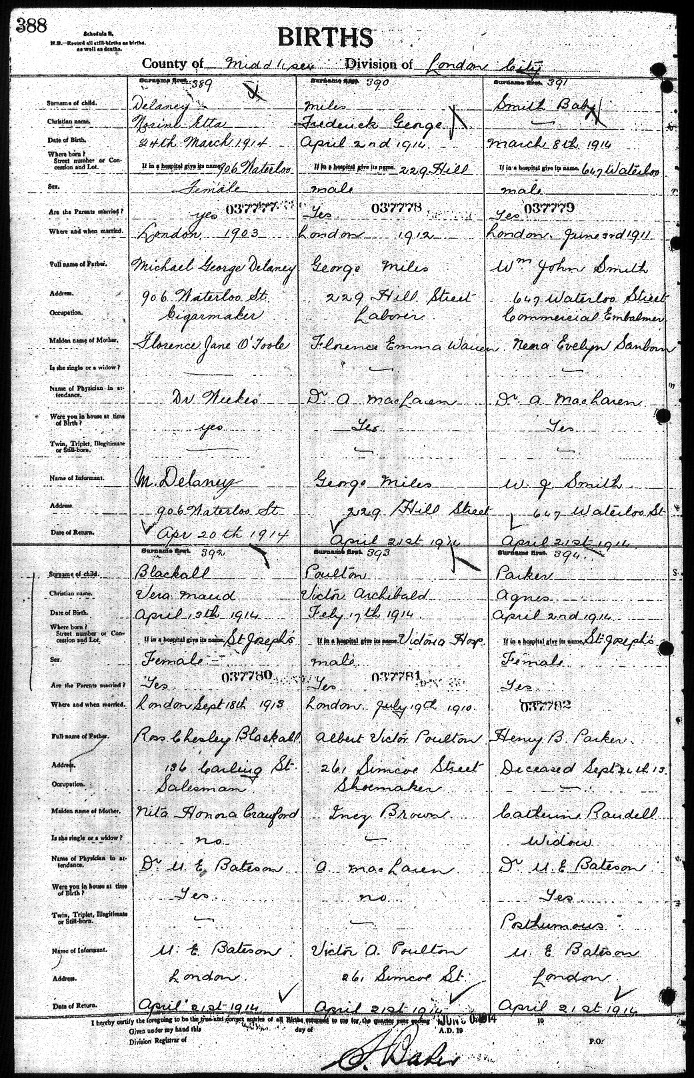 388
Schedule B.
N.B.—Record all still-births as births, as well as deaths.
BIRTHS
County of Middlesex Division of London City
Surname first. 389 Surname first. 390 Surname first. 391
Surname of child. Delaney Miles Smith Baby
Christian name. Etta Frederick George
Date of Birth. 24th March 1914 April 2nd 1914 March 8th 1914
Where born? Street number or Concession and Lot. If in a hospital give its name. 906 Waterloo If in a hospital give its name. 229 Hill If in a hospital give its name. 647 Waterloo
Sex. Female male male
037777 037778 037779
Are the Parents married? yes Yes Yes
Where and when married. London 1903 London 1912 London June 3rd 1911
Full name of Father. Michael George Delaney George Miles Wm John Smith
Address. 906 Waterloo St. 229 Hill Street 647 Waterloo Street
Occupation. Cigarmaker Laborer Commercial Embalmer
Maiden name of Mother. Florence Jane O'Toole Florence Emma Evelyn Sanborn
Is she single or a widow? — — —
Name of Physician in attendance. Dr Weekes Dr A MacLaren Dr A MacLaren
Were you in house at time of Birth? yes Yes Yes
Twin, Triplet, Illegitimate or Still-born. — — —
Name of Informant. M. Delaney George Miles W J Smith
Address 906 Waterloo St. 229 Hill Street 647 Waterloo St
Date of Return. Apr 20th 1914 April 21st 1914 April 21st 1914
Surname first. 392 Surname first. 393 Surname first. 394
Surname of child. Blackall Poulton Parker
Christian name. Vera Maud Victor Archibald Agnes
Date of Birth. April 13th 1914 Feby 17th 1914 April 2nd 1914
Where born? Street number or Concession and Lot. If in a hospital give its name. St Joseph's If in a hospital give its name. Victoria Hosp. If in a hospital give its name. St Joseph's
Sex. Female male Female
037780 037781
Are the Parents married? Yes Yes Yes
037782
Where and when married. London Sept 18th 1913 London July 19th 1910
Full name of Father. Ross Chesley Blackall Albert Victor Poulton Henry B. Parker
Address. 136 Carling St. 261 Simcoe Street Deceased Sept 24th 13
Occupation. Salesman Shoemaker —
Maiden name of Mother. Nita Honora Crawford Brown Catherine Randell
Is she single or a widow? no — Widow
Name of Physician in attendance. Dr U. E. Bateson A MacLaren Dr U E Bateson
Were you in house at time of Birth? Yes no Yes
Twin, Triplet, Illegitimate or Still-born. — — Posthumous
Name of Informant. U. E. Bateson Victor A. Poulton U E Bateson
Address. London. 261 Simcoe St. London
Date of Return. April 21st 1914 April 21st 1914 April 21st 1914
I hereby certify the foregoing to be the true and correct entries of all Births returned to me for the quarter ending JUN 1914 19
Given under my hand this day of A.D. 19
Division Registrar of P.O.
Baker